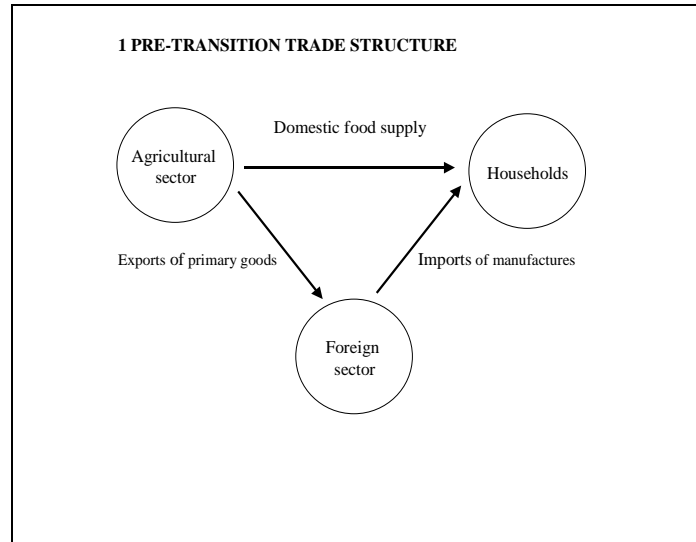 1 PRE-TRANSITION TRADE STRUCTURE
Domestic food supply
Agricultural
sector
Households
Exports of primary goods
Imports of manufactures
Foreign
sector